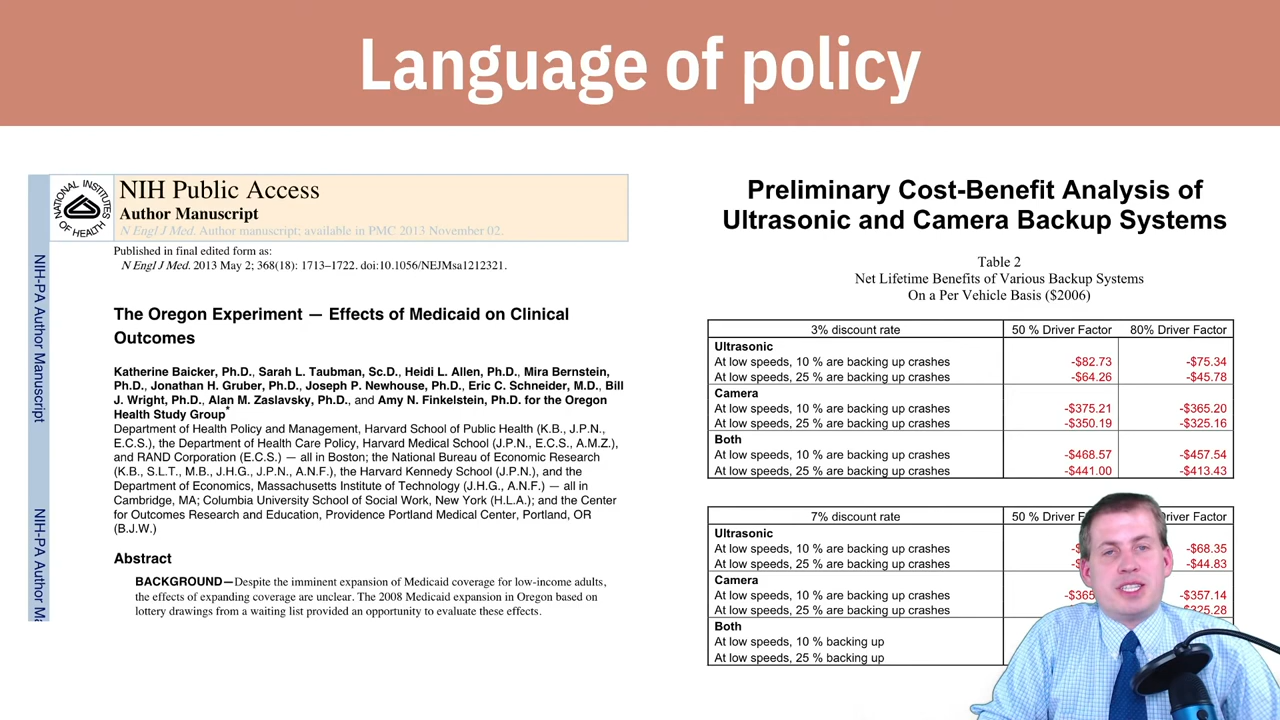 Language of policy
NATIONAL INSTITUTES OF HEALTH
NIH Public Access
Author Manuscript
N Engl J Med. Author manuscript; available in PMC 2013 November 02.
Published in final edited form as:
N Engl J Med. 2013 May 2; 368(18): 1713–1722. doi:10.1056/NEJMsa1212321.
NIH-PA Author Manuscript
NIH-PA Author Ma
The Oregon Experiment — Effects of Medicaid on Clinical
Outcomes
Katherine Baicker, Ph.D., Sarah L. Taubman, Sc.D., Heidi L. Allen, Ph.D., Mira Bernstein,
Ph.D., Jonathan H. Gruber, Ph.D., Joseph P. Newhouse, Ph.D., Eric C. Schneider, M.D., Bill
J. Wright, Ph.D., Alan M. Zaslavsky, Ph.D., and Amy N. Finkelstein, Ph.D. for the Oregon
Health Study Group*
Department of Health Policy and Management, Harvard School of Public Health (K.B., J.P.N.,
E.C.S.), the Department of Health Care Policy, Harvard Medical School (J.P.N., E.C.S., A.M.Z.),
and RAND Corporation (E.C.S.) — all in Boston; the National Bureau of Economic Research
(K.B., S.L.T., M.B., J.H.G., J.P.N., A.N.F.), the Harvard Kennedy School (J.P.N.), and the
Department of Economics, Massachusetts Institute of Technology (J.H.G., A.N.F.) — all in
Cambridge, MA; Columbia University School of Social Work, New York (H.L.A.); and the Center
for Outcomes Research and Education, Providence Portland Medical Center, Portland, OR
(B.J.W.)
Abstract
BACKGROUND—Despite the imminent expansion of Medicaid coverage for low-income adults,
the effects of expanding coverage are unclear. The 2008 Medicaid expansion in Oregon based on
lottery drawings from a waiting list provided an opportunity to evaluate these effects.
Preliminary Cost-Benefit Analysis of
Ultrasonic and Camera Backup Systems
Table 2
Net Lifetime Benefits of Various Backup Systems
On a Per Vehicle Basis ($2006)
3% discount rate 50 % Driver Factor 80% Driver Factor
Ultrasonic
At low speeds, 10 % are backing up crashes -$82.73 -$75.34
At low speeds, 25 % are backing up crashes -$64.26 -$45.78
Camera
At low speeds, 10 % are backing up crashes -$375.21 -$365.20
At low speeds, 25 % are backing up crashes -$350.19 -$325.16
Both
At low speeds, 10 % are backing up crashes -$468.57 -$457.54
At low speeds, 25 % are backing up crashes -$441.00 -$413.43
7% discount rate 50 % Driver Factor
Ultrasonic
At low speeds, 10 % are backing up crashes -$68.35
At low speeds, 25 % are backing up crashes -$44.83
Camera
At low speeds, 10 % are backing up crashes -$357.14
At low speeds, 25 % are backing up crashes
Both
At low speeds, 10 % backing up
At low speeds, 25 % backing up